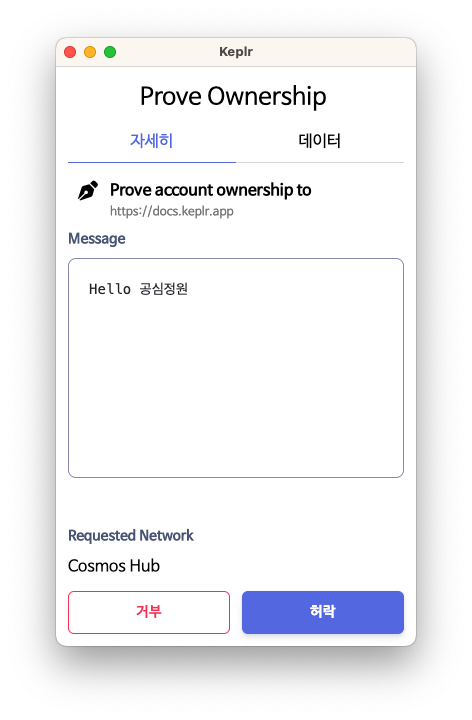 Keplr
Prove Ownership
자세히 데이터
Prove account ownership to
https://docs.keplr.app
Message
Hello 공심정원
Requested Network
Cosmos Hub
거부 허락